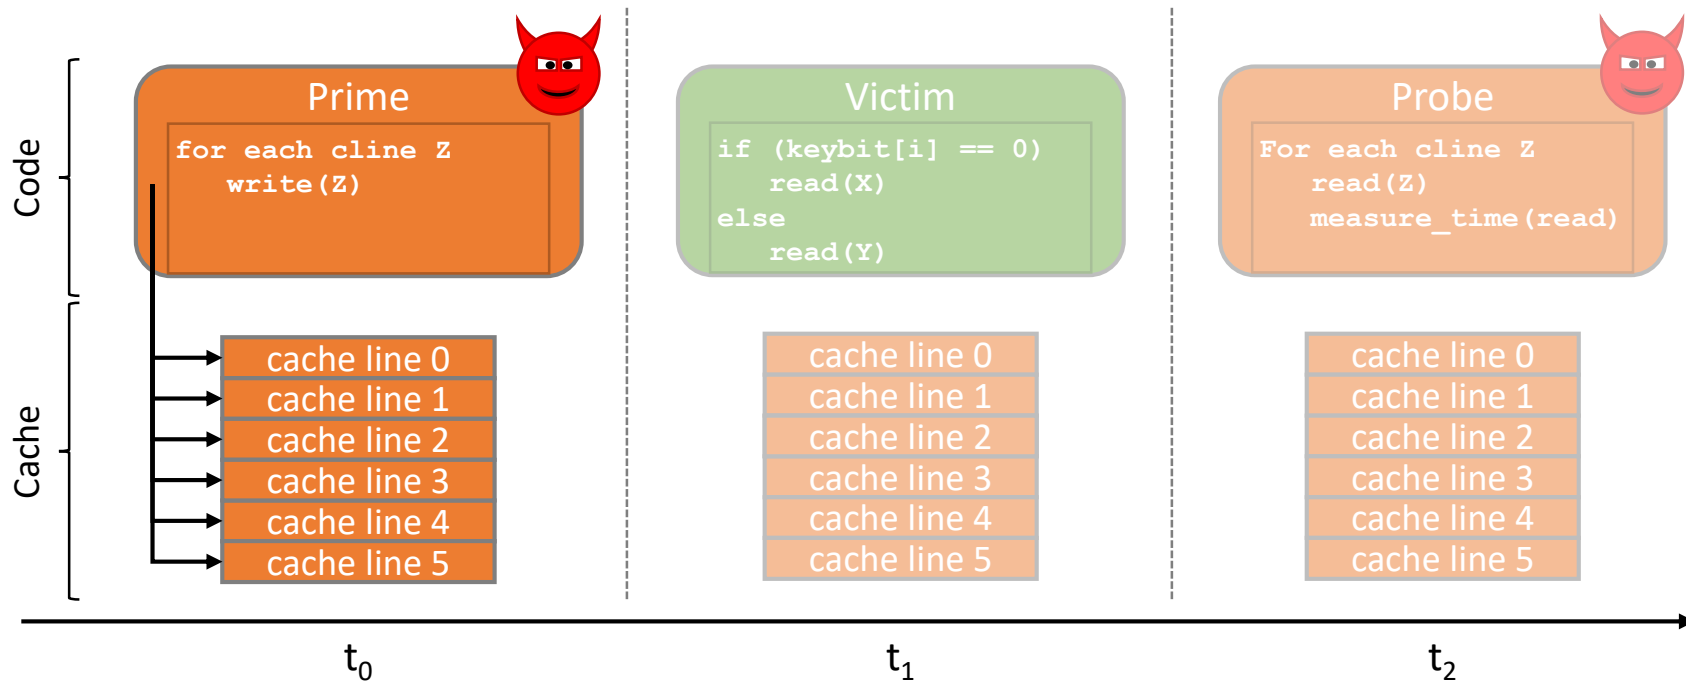 Code
Prime
for each cline Z
write(Z)
Victim
if (keybit[i] == 0)
read(X)
else
read(Y)
Probe
For each cline Z
read(Z)
measure_time(read)
Cache
cache line 0
cache line 1
cache line 2
cache line 3
cache line 4
cache line 5
cache line 0
cache line 1
cache line 2
cache line 3
cache line 4
cache line 5
cache line 0
cache line 1
cache line 2
cache line 3
cache line 4
cache line 5
t₀
t₁
t₂